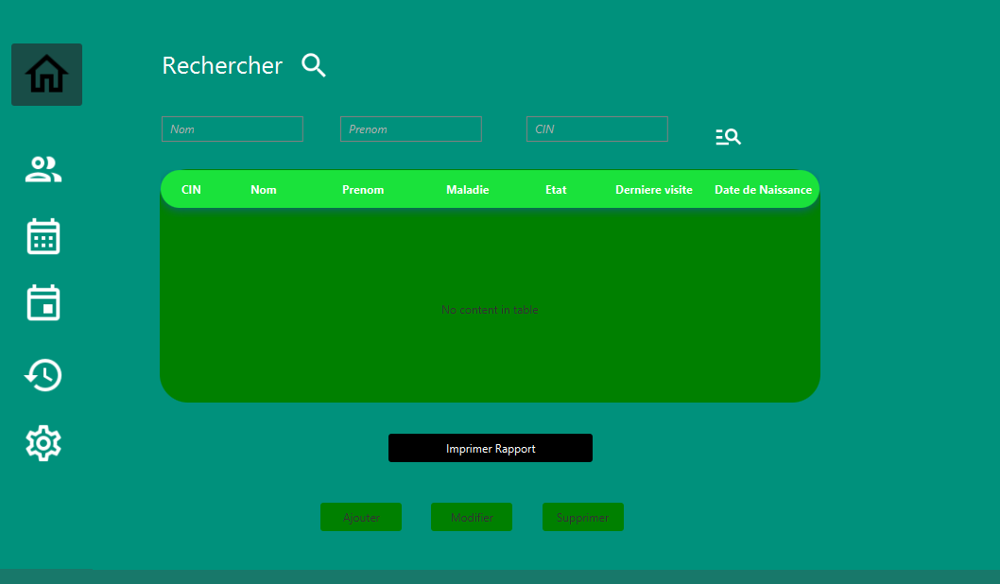 Rechercher
Nom Prenom CIN
CIN Nom Prenom Maladie Etat Derniere visite Date de Naissance
No content in table
Imprimer Rapport
Ajouter Modifier Supprimer